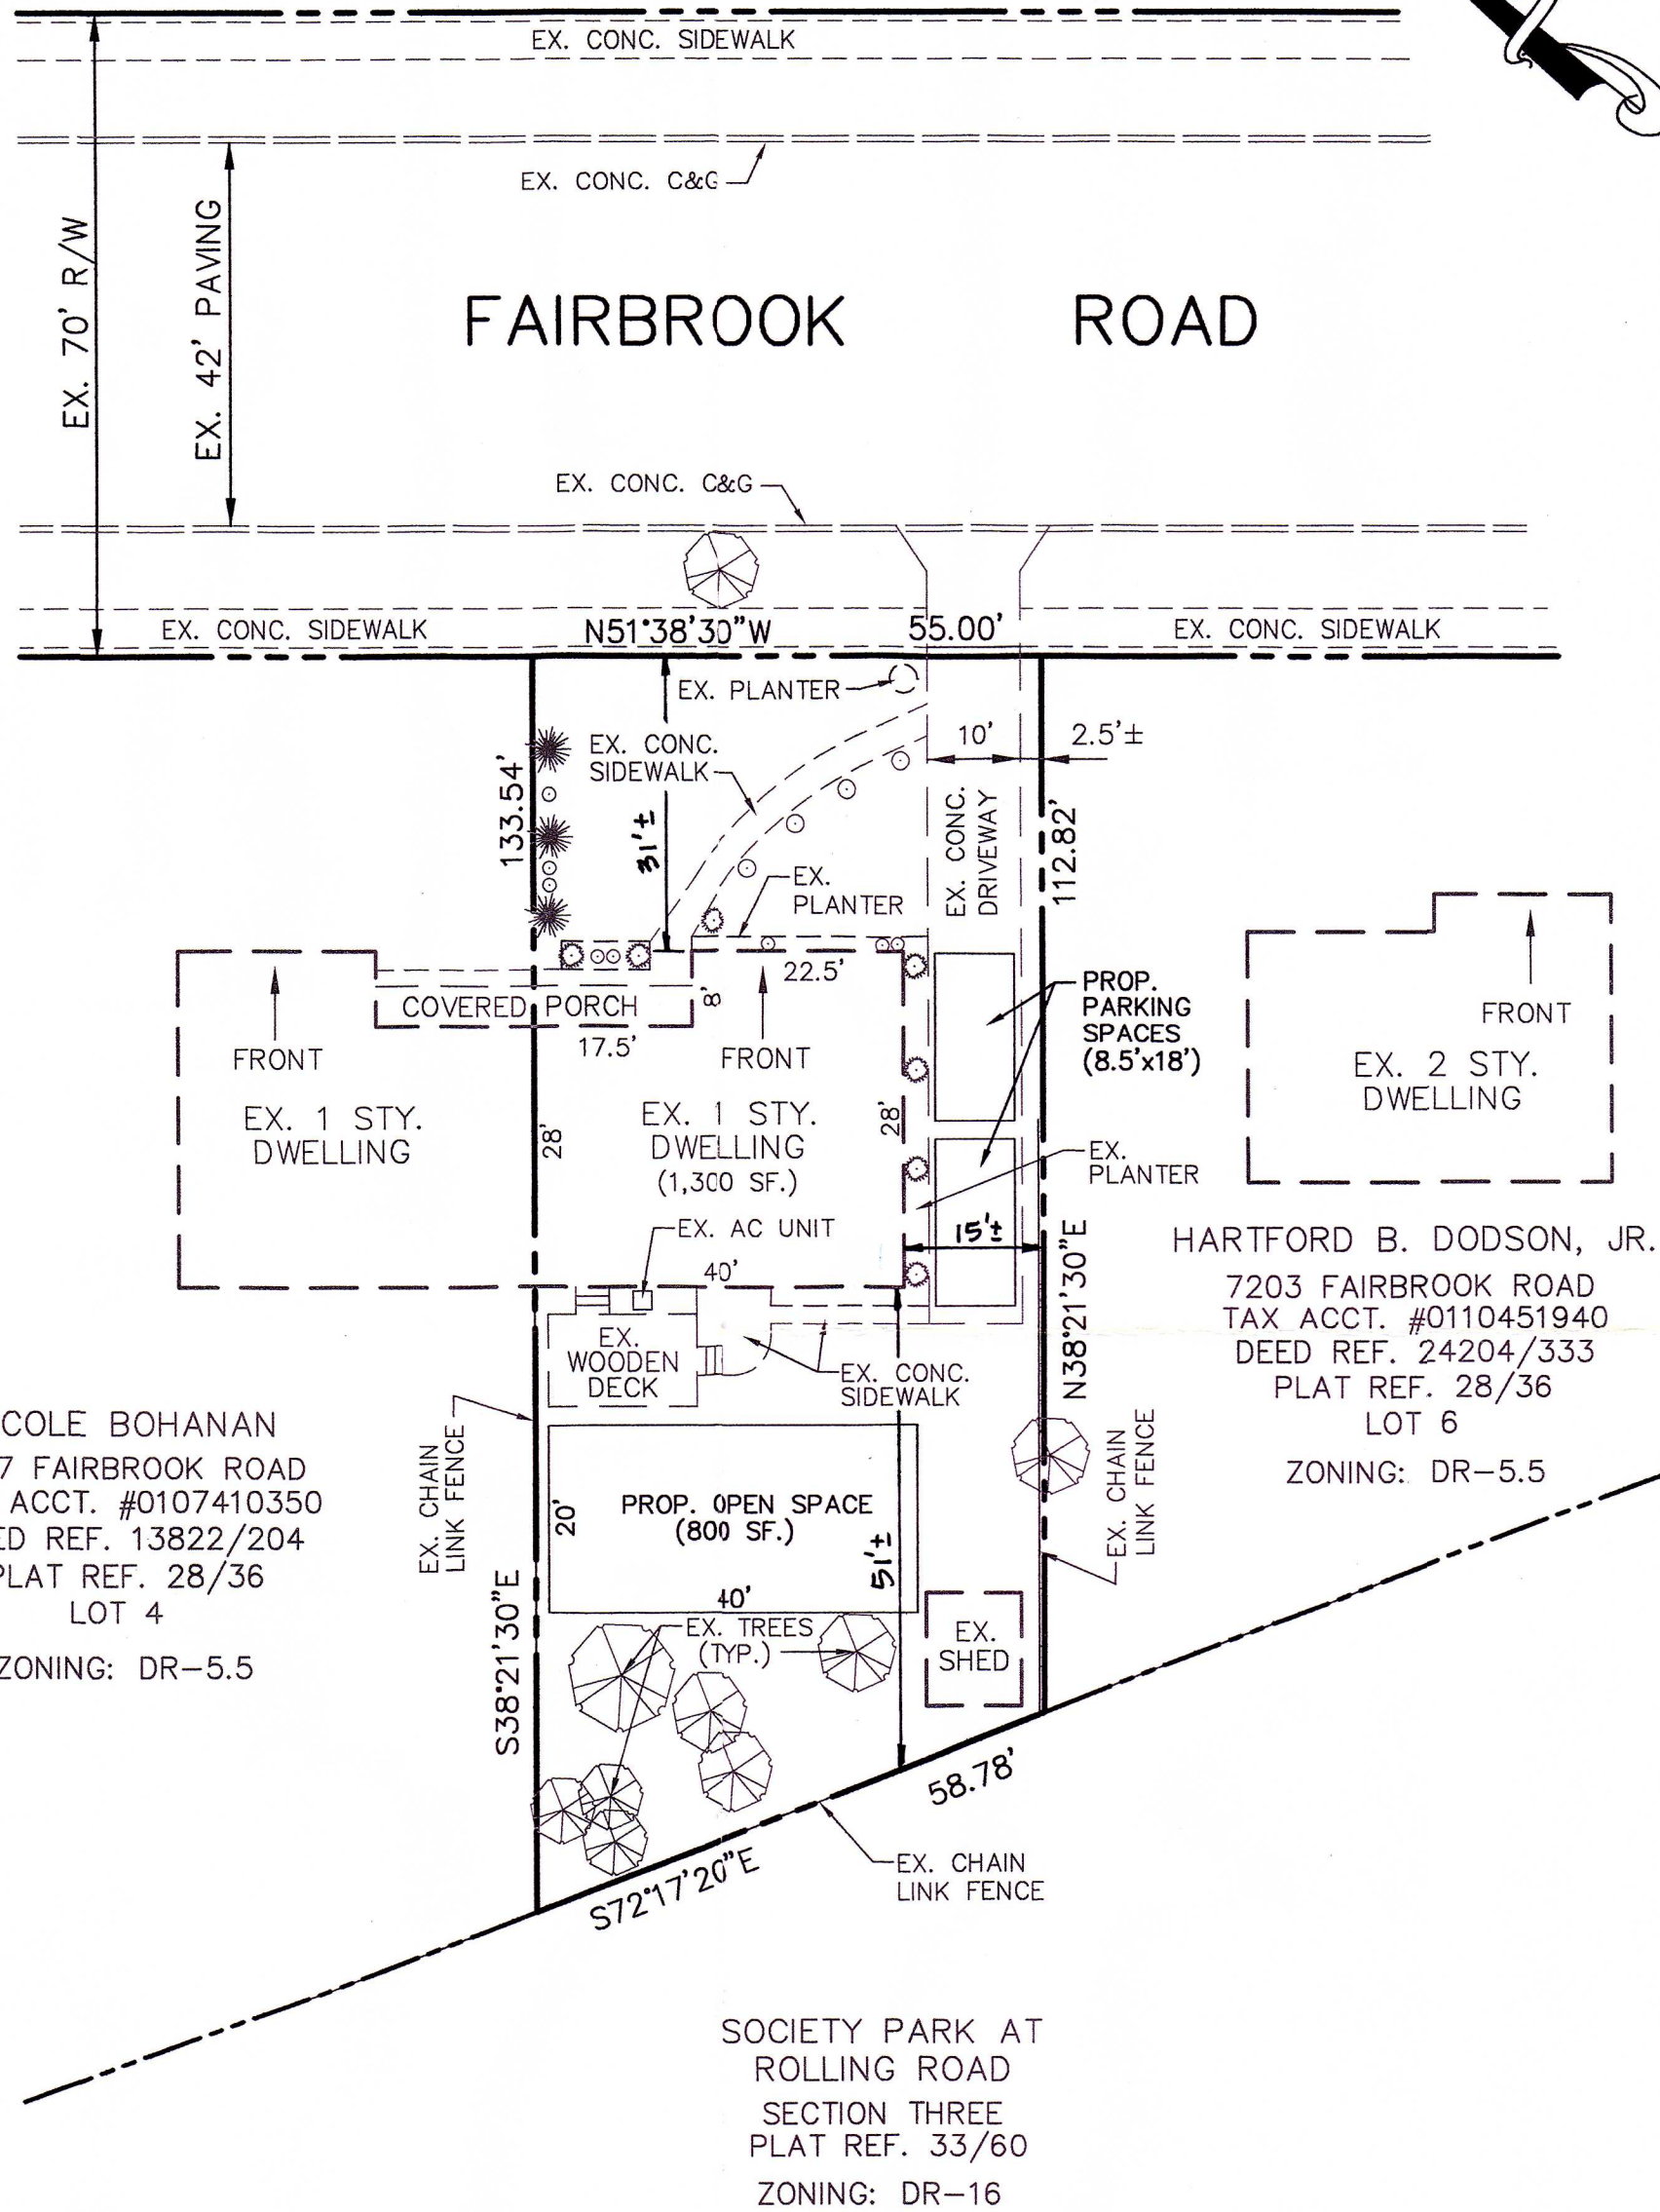 EX. CONC. SIDEWALK
EX. CONC. C&G
EX. 70' R/W
EX. 42' PAVING
FAIRBROOK ROAD
EX. CONC. C&G
EX. CONC. SIDEWALK
N51°38'30"W
55.00'
EX. CONC. SIDEWALK
EX. PLANTER
EX. CONC.
SIDEWALK
10'
2.5'±
133.54'
31'±
EX. CONC.
DRIVEWAY
112.82'
EX.
PLANTER
22.5'
COVERED PORCH
8'
17.5'
PROP.
PARKING
SPACES
(8.5'x18')
FRONT
FRONT
FRONT
EX. 1 STY.
DWELLING
28'
EX. 1 STY.
DWELLING
(1,300 SF.)
28'
EX. 2 STY.
DWELLING
EX.
PLANTER
EX. AC UNIT
15'±
40'
N38°21'30"E
HARTFORD B. DODSON, JR.
7203 FAIRBROOK ROAD
TAX ACCT. #0110451940
DEED REF. 24204/333
PLAT REF. 28/36
LOT 6
ZONING: DR-5.5
EX.
WOODEN
DECK
EX. CONC.
SIDEWALK
COLE BOHANAN
7 FAIRBROOK ROAD
ACCT. #0107410350
ED REF. 13822/204
PLAT REF. 28/36
LOT 4
ZONING: DR-5.5
EX. CHAIN
LINK FENCE
20'
PROP. OPEN SPACE
(800 SF.)
40'
51'±
EX. CHAIN
LINK FENCE
S38°21'30"E
EX. TREES
(TYP.)
EX.
SHED
58.78'
S72°17'20"E
EX. CHAIN
LINK FENCE
SOCIETY PARK AT
ROLLING ROAD
SECTION THREE
PLAT REF. 33/60
ZONING: DR-16